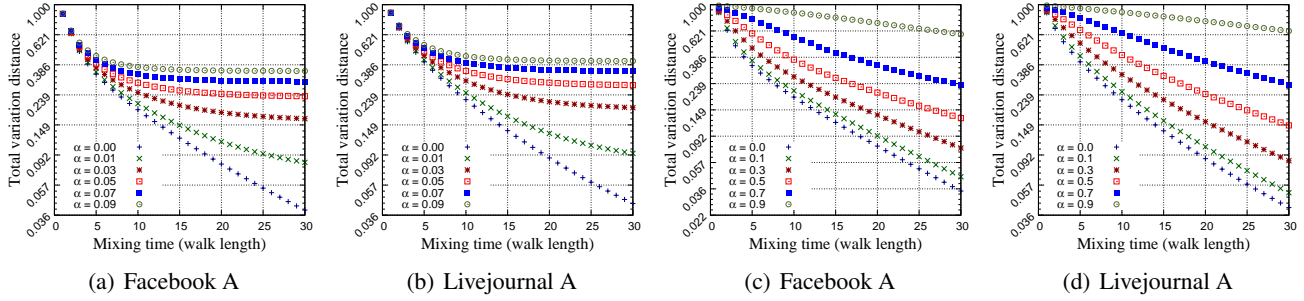 Total variation distance
1.000
0.621
0.386
0.239
0.149
0.092
0.057
0.036
α = 0.00
α = 0.01
α = 0.03
α = 0.05
α = 0.07
α = 0.09
0 5 10 15 20 25 30
Mixing time (walk length)
(a) Facebook A
Total variation distance
1.000
0.621
0.386
0.239
0.149
0.092
0.057
0.036
α = 0.00
α = 0.01
α = 0.03
α = 0.05
α = 0.07
α = 0.09
0 5 10 15 20 25 30
Mixing time (walk length)
(b) Livejournal A
Total variation distance
1.000
0.621
0.386
0.239
0.149
0.092
0.057
0.036
0.022
α = 0.0
α = 0.1
α = 0.3
α = 0.5
α = 0.7
α = 0.9
0 5 10 15 20 25 30
Mixing time (walk length)
(c) Facebook A
Total variation distance
1.000
0.621
0.386
0.239
0.149
0.092
0.057
0.036
α = 0.0
α = 0.1
α = 0.3
α = 0.5
α = 0.7
α = 0.9
0 5 10 15 20 25 30
Mixing time (walk length)
(d) Livejournal A